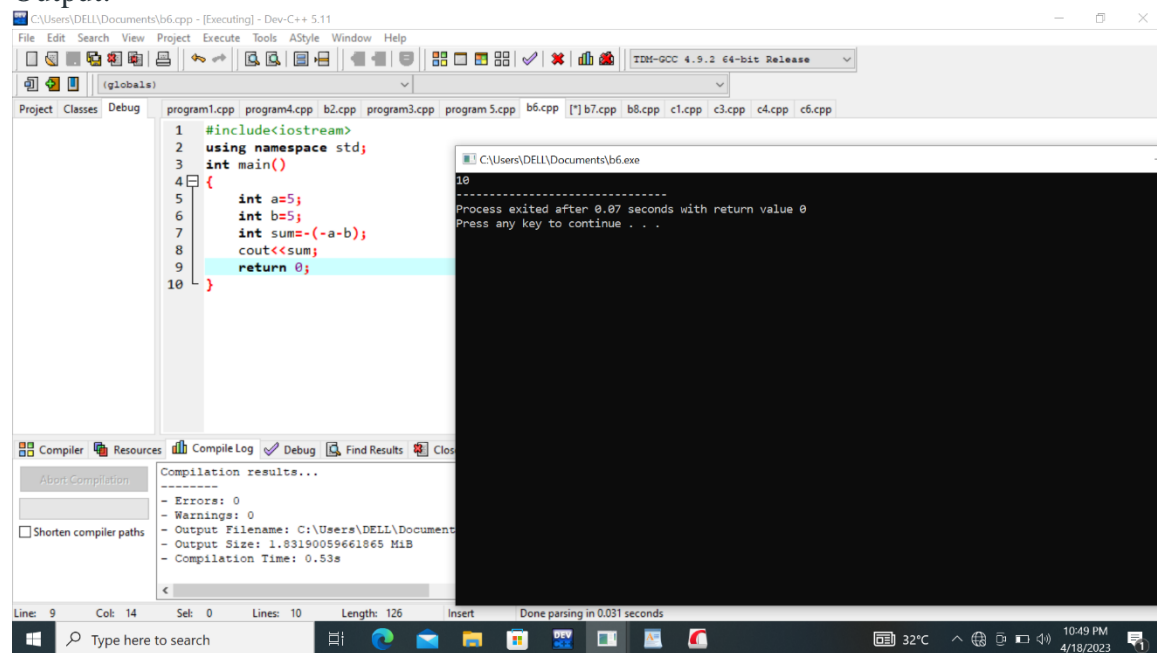 Output:
C:\Users\DELL\Documents\b6.cpp - [Executing] - Dev-C++ 5.11
File Edit Search View Project Execute Tools AStyle Window Help
TDM-GCC 4.9.2 64-bit Release
(globals)
Project Classes Debug
program1.cpp program4.cpp b2.cpp program3.cpp program 5.cpp b6.cpp [*] b7.cpp b8.cpp c1.cpp c3.cpp c4.cpp c6.cpp
1 #include<iostream>
2 using namespace std;
3 int main()
4 {
5 int a=5;
6 int b=5;
7 int sum=-(-a-b);
8 cout<<sum;
9 return 0;
10 }
C:\Users\DELL\Documents\b6.exe
10
--------------------------------
Process exited after 0.07 seconds with return value 0
Press any key to continue . . .
Compiler Resources Compile Log Debug Find Results Clos
Abort Compilation
Shorten compiler paths
Compilation results...
--------
- Errors: 0
- Warnings: 0
- Output Filename: C:\Users\DELL\Document
- Output Size: 1.83190059661865 MiB
- Compilation Time: 0.53s
Line: 9 Col: 14 Sel: 0 Lines: 10 Length: 126 Insert Done parsing in 0.031 seconds
Type here to search
DEV
32°C
10:49 PM
4/18/2023
1